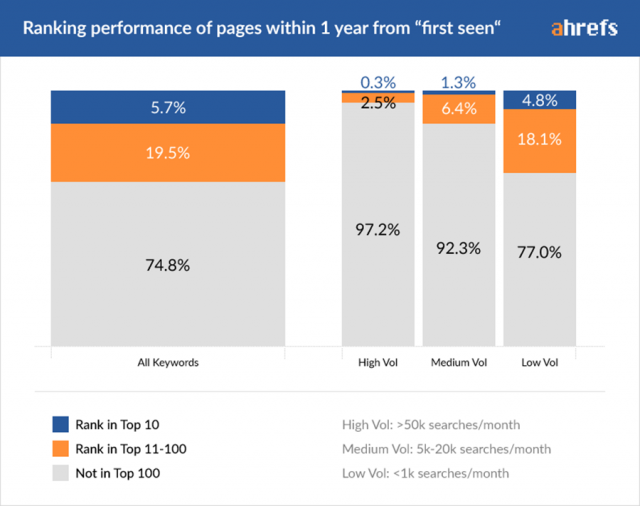 Ranking performance of pages within 1 year from “first seen“
ahrefs
0.3%
1.3%
5.7%
2.5%
6.4%
4.8%
19.5%
18.1%
74.8%
97.2%
92.3%
77.0%
All Keywords
High Vol
Medium Vol
Low Vol
Rank in Top 10
High Vol: >50k searches/month
Rank in Top 11-100
Medium Vol: 5k-20k searches/month
Not in Top 100
Low Vol: <1k searches/month